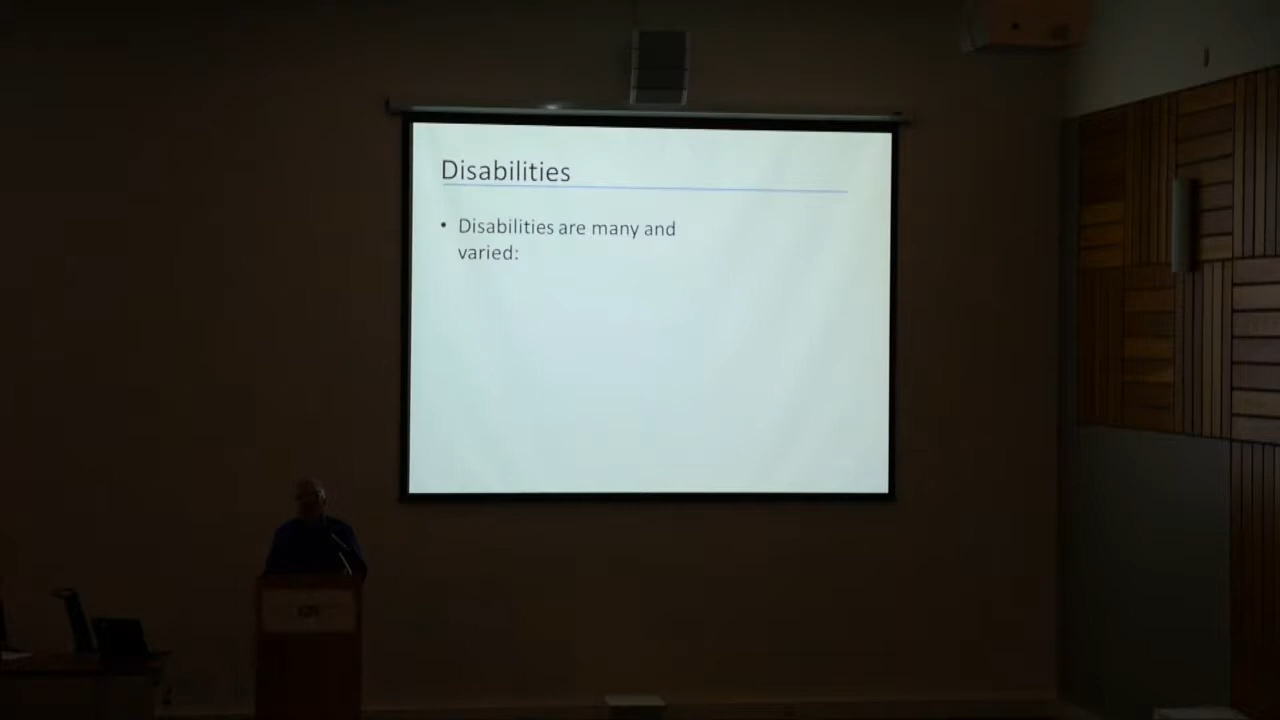 Disabilities
• Disabilities are many and
varied: